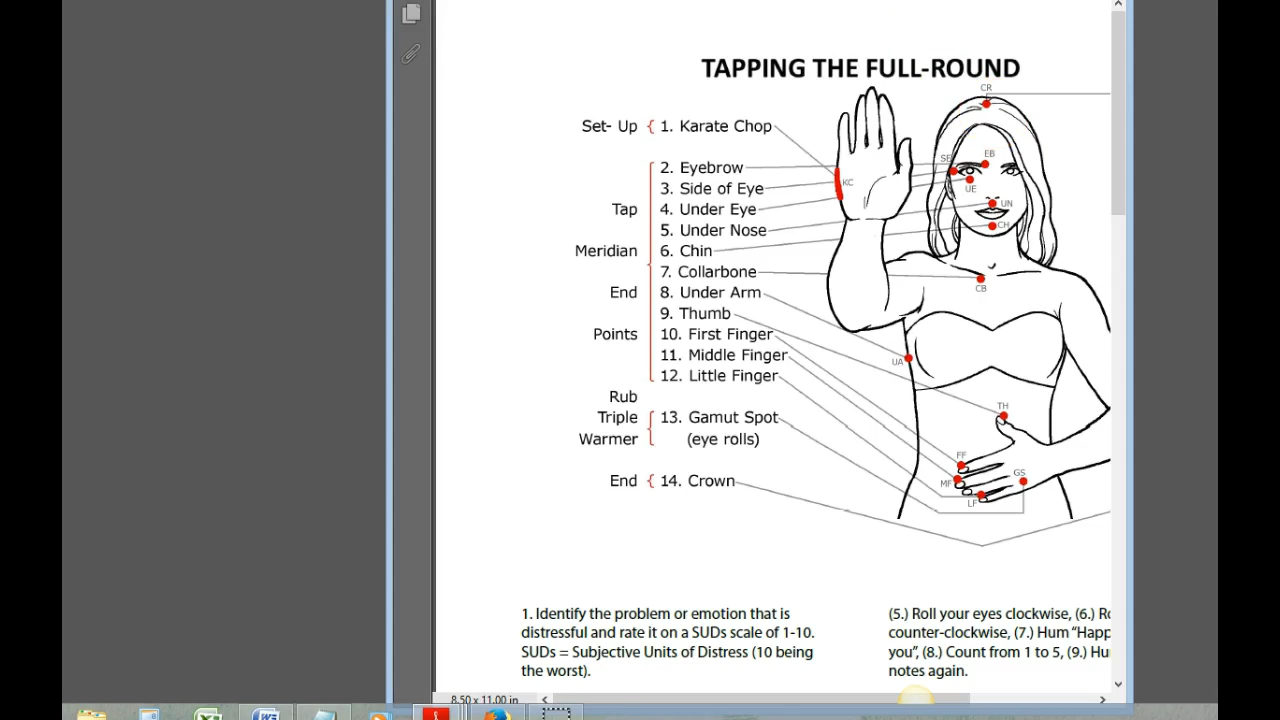 TAPPING THE FULL-ROUND
CR
Set- Up { 1. Karate Chop
2. Eyebrow
3. Side of Eye
Tap 4. Under Eye
5. Under Nose
Meridian 6. Chin
7. Collarbone
End 8. Under Arm
9. Thumb
Points 10. First Finger
11. Middle Finger
12. Little Finger
Rub
Triple 13. Gamut Spot
Warmer (eye rolls)
End { 14. Crown
KC
SE
EB
UE
UN
CH
CB
UA
TH
FF
MF
LF
GS
1. Identify the problem or emotion that is
distressful and rate it on a SUDs scale of 1-10.
SUDs = Subjective Units of Distress (10 being
the worst).
(5.) Roll your eyes clockwise, (6.)
counter-clockwise, (7.) Hum "Happ
you", (8.) Count from 1 to 5, (9.) Hu
notes again.
8.50 x 11.00 in